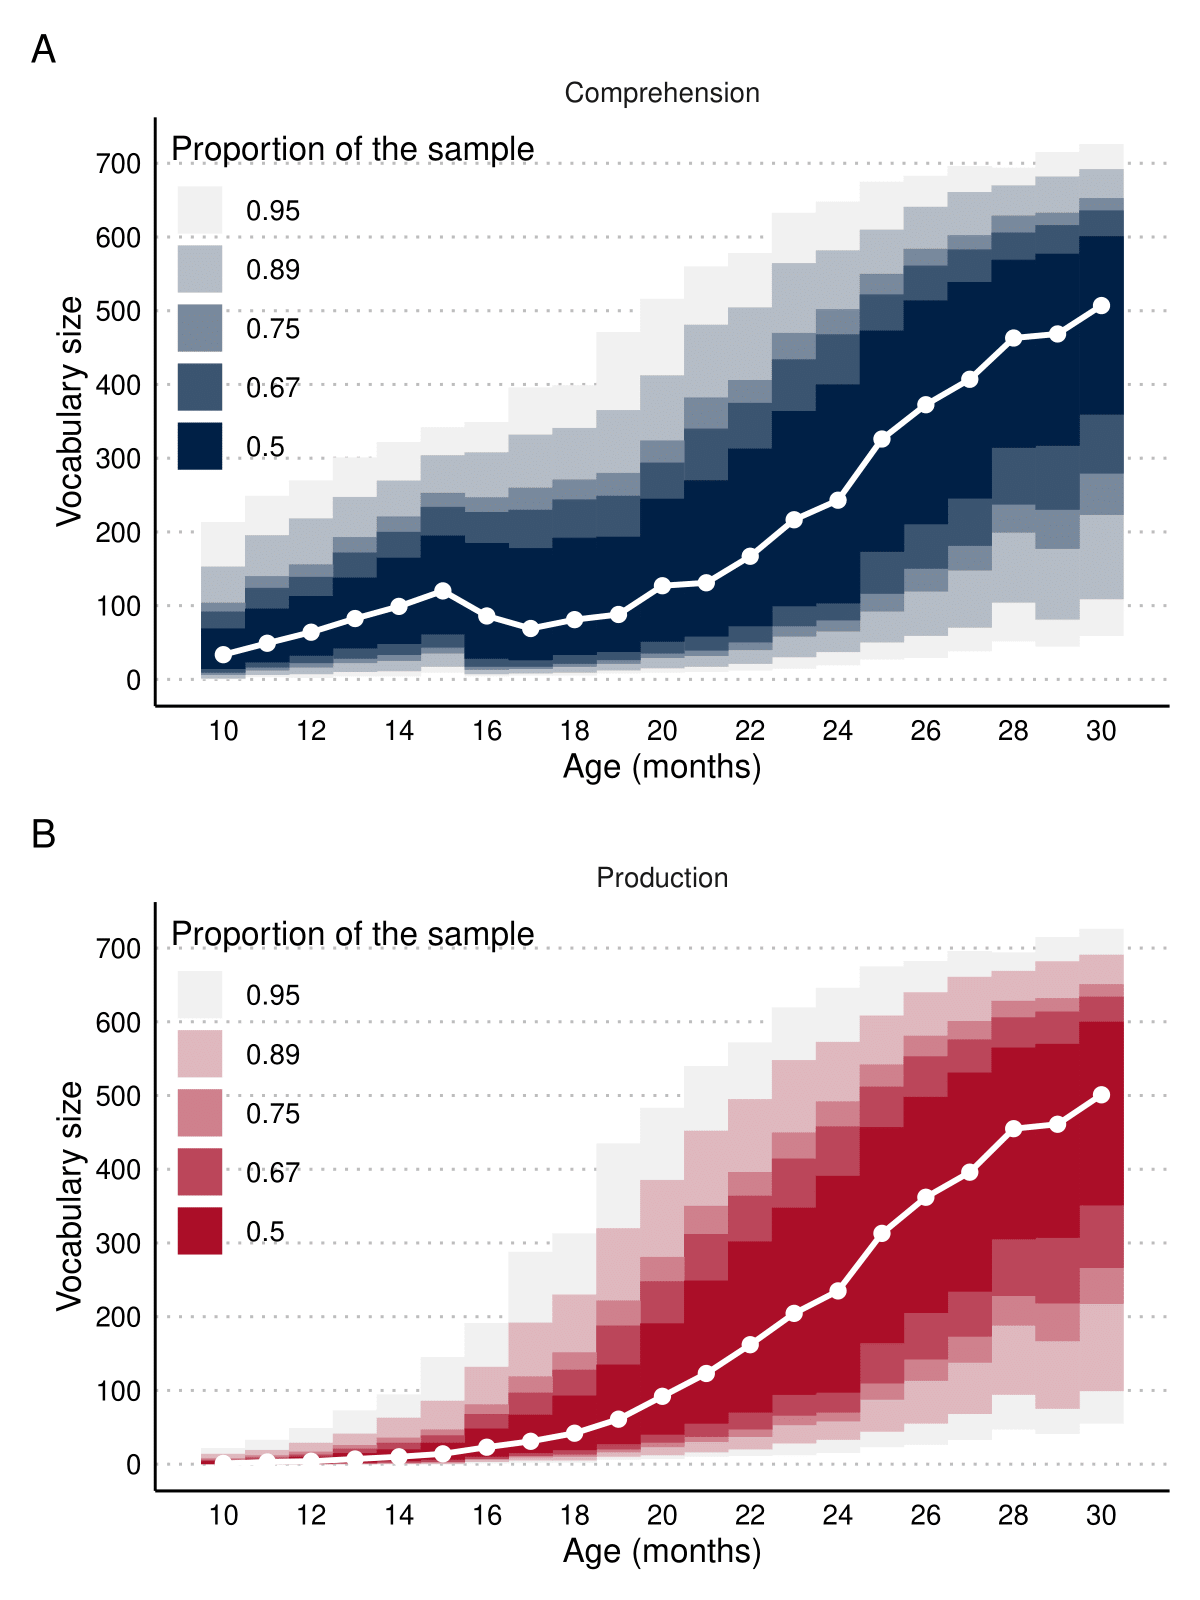 A
Comprehension
Proportion of the sample
0.95
0.89
0.75
0.67
0.5
Vocabulary size
700
600
500
400
300
200
100
0
10 12 14 16 18 20 22 24 26 28 30
Age (months)
B
Production
Proportion of the sample
0.95
0.89
0.75
0.67
0.5
Vocabulary size
700
600
500
400
300
200
100
0
10 12 14 16 18 20 22 24 26 28 30
Age (months)